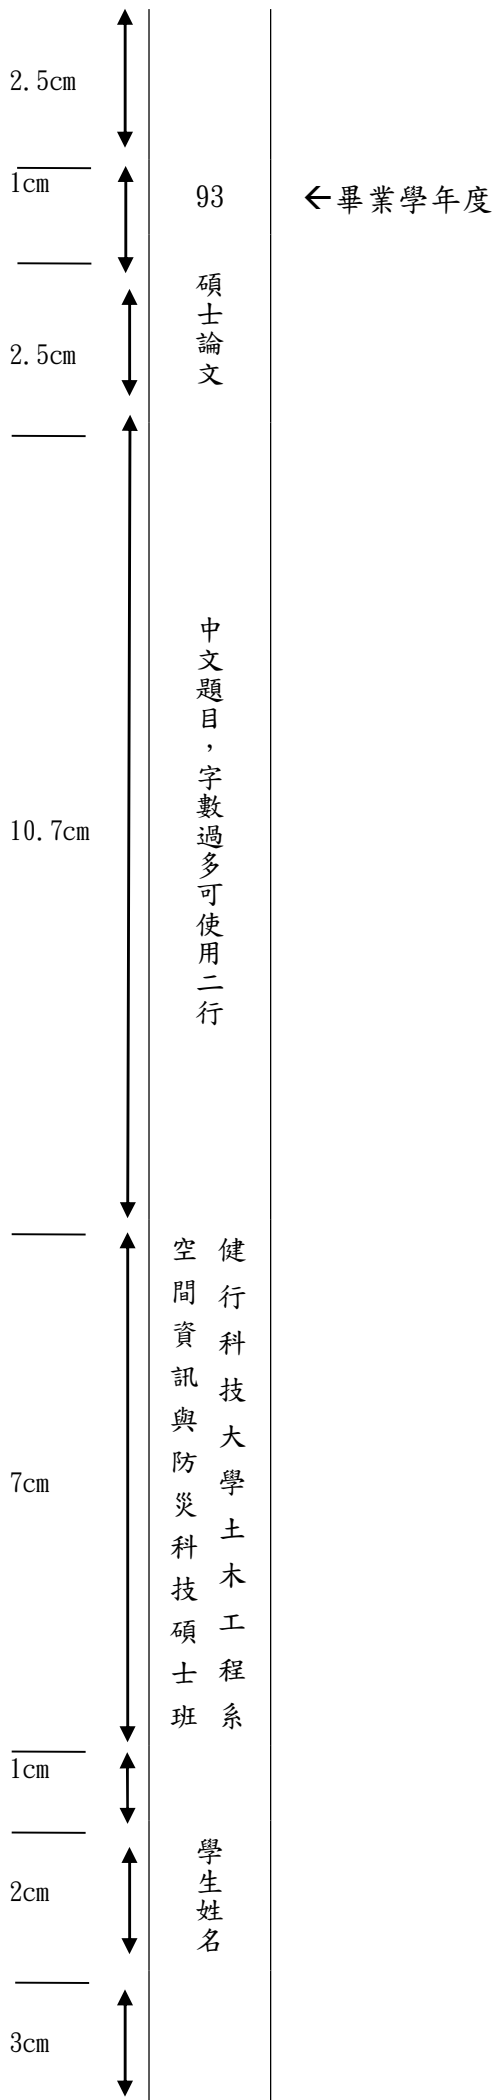 2.5cm
1cm
93
←畢業學年度
碩士論文
2.5cm
中文題目，字數過多可使用二行
10.7cm
健行科技大學土木工程系
空間資訊與防災科技碩士班
7cm
1cm
學生姓名
2cm
3cm